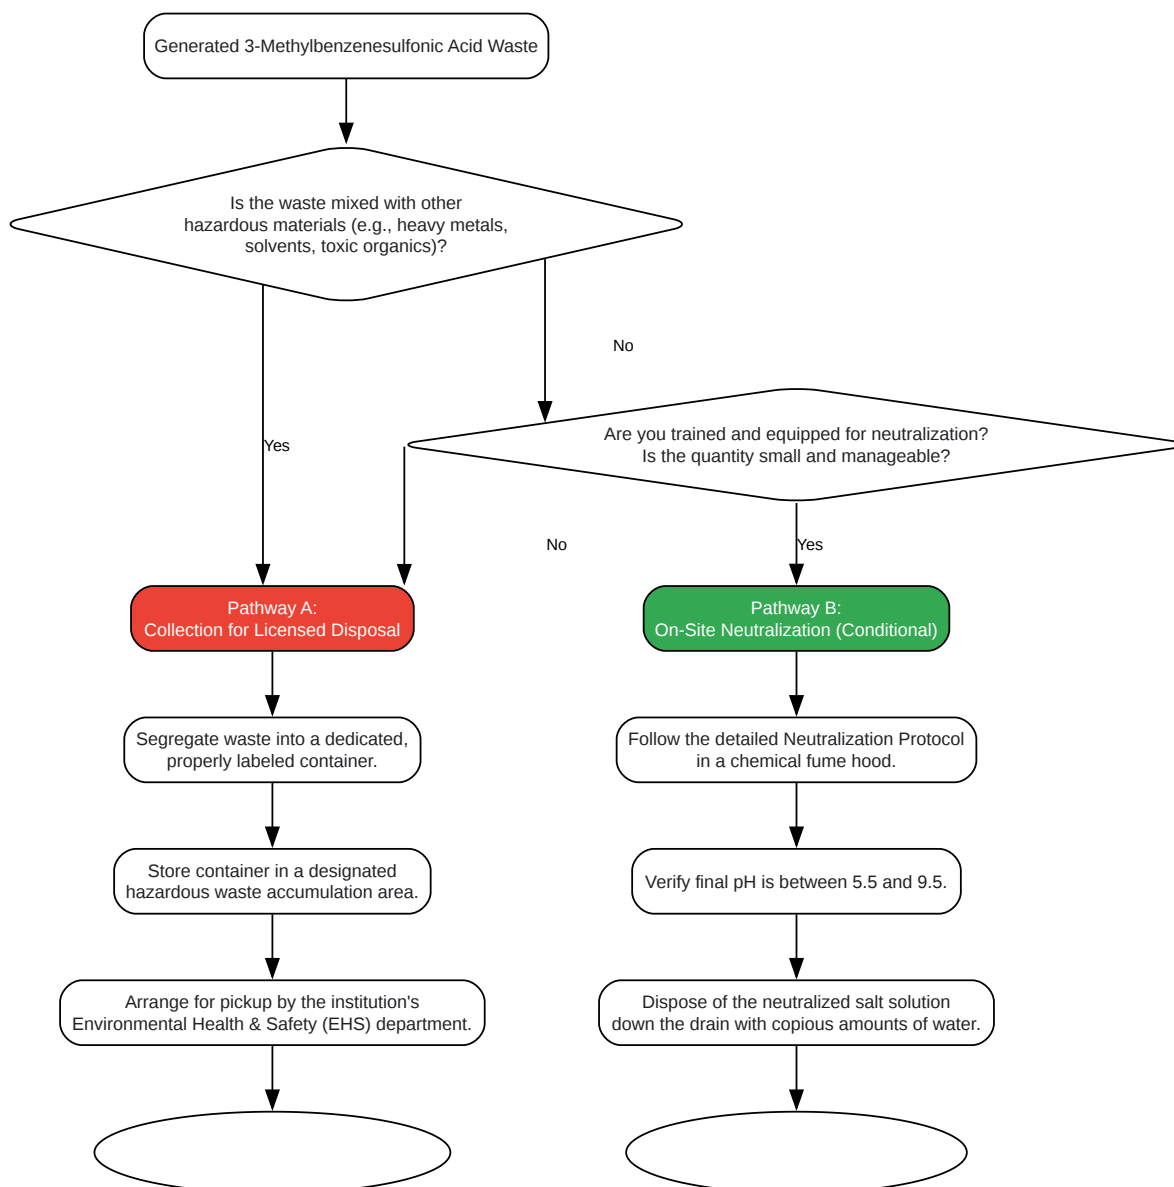 Generated 3-Methylbenzenesulfonic Acid Waste
Is the waste mixed with other
hazardous materials (e.g., heavy metals,
solvents, toxic organics)?
No
Yes
Are you trained and equipped for neutralization?
Is the quantity small and manageable?
No
Yes
Pathway A:
Collection for Licensed Disposal
Pathway B:
On-Site Neutralization (Conditional)
Segregate waste into a dedicated,
properly labeled container.
Follow the detailed Neutralization Protocol
in a chemical fume hood.
Store container in a designated
hazardous waste accumulation area.
Verify final pH is between 5.5 and 9.5.
Arrange for pickup by the institution's
Environmental Health & Safety (EHS) department.
Dispose of the neutralized salt solution
down the drain with copious amounts of water.